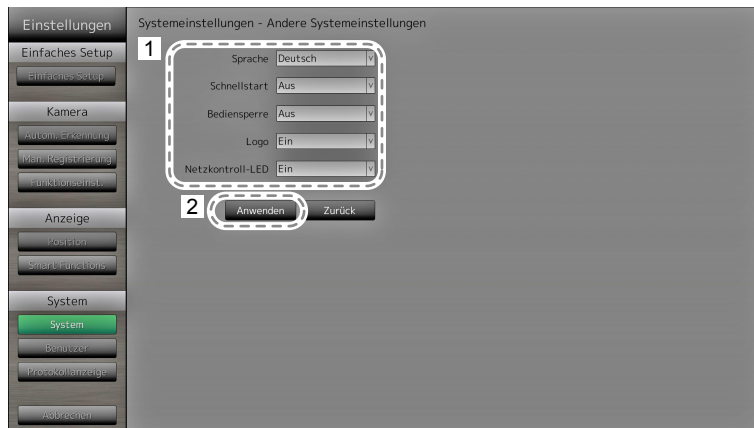 Einstellungen
Einfaches Setup
Einfaches Setup
Kamera
Autom. Erkennung
Man. Registrierung
Funktionseinst.
Anzeige
Position
Smart Functions
System
System
Benutzer
Protokollanzeige
Abbrechen
Systemeinstellungen - Andere Systemeinstellungen
1
Sprache Deutsch
Schnellstart Aus
Bediensperre Aus
Logo Ein
Netzkontroll-LED Ein
2
Anwenden Zurück